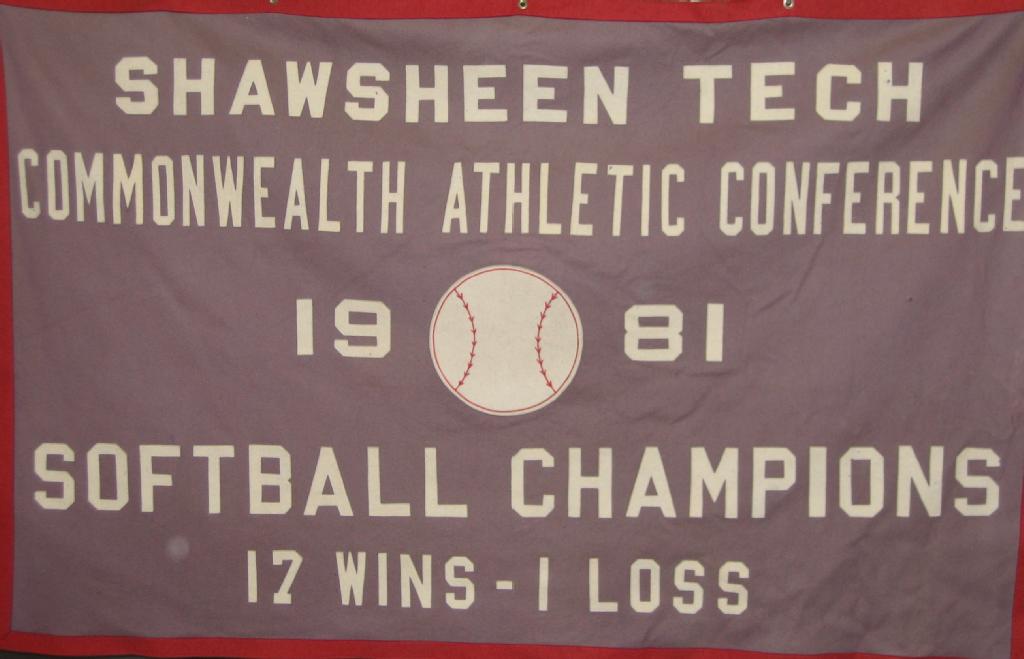 SHAWSHEEN TECH
COMMONWEALTH ATHLETIC CONFERENCE
19 81
SOFTBALL CHAMPIONS
17 WINS - 1 LOSS